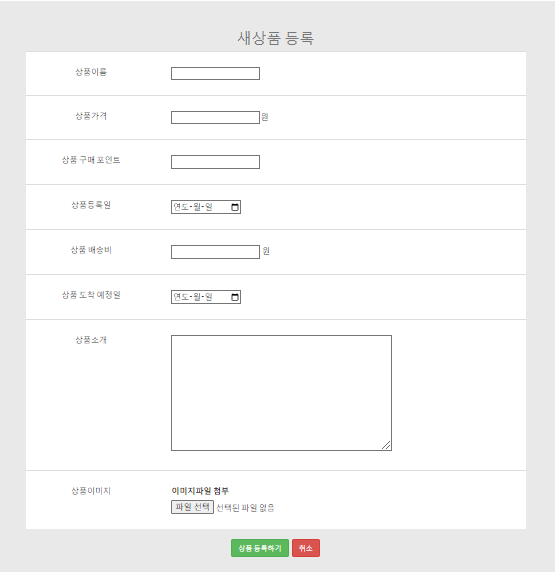 새상품 등록
상품이름
상품가격 원
상품 구매 포인트
상품등록일 연도-월-일
상품 배송비 원
상품 도착 예정일 연도-월-일
상품소개
상품이미지 이미지파일 첨부
파일 선택 선택된 파일 없음
상품 등록하기 취소